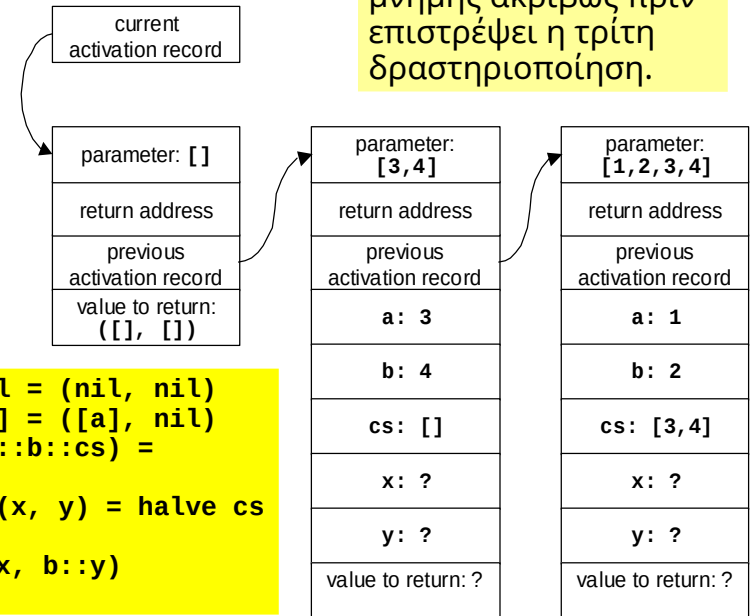 current
activation record
μνήμης ακριβώς πριν
επιστρέψει η τρίτη
δραστηριοποίηση.
parameter: []
return address
previous
activation record
value to return:
([], [])
parameter:
[3,4]
return address
previous
activation record
a: 3
b: 4
cs: []
x: ?
y: ?
value to return: ?
parameter:
[1,2,3,4]
return address
previous
activation record
a: 1
b: 2
cs: [3,4]
x: ?
y: ?
value to return: ?
l = (nil, nil)
] = ([a], nil)
::b::cs) =
(x, y) = halve cs
x, b::y)